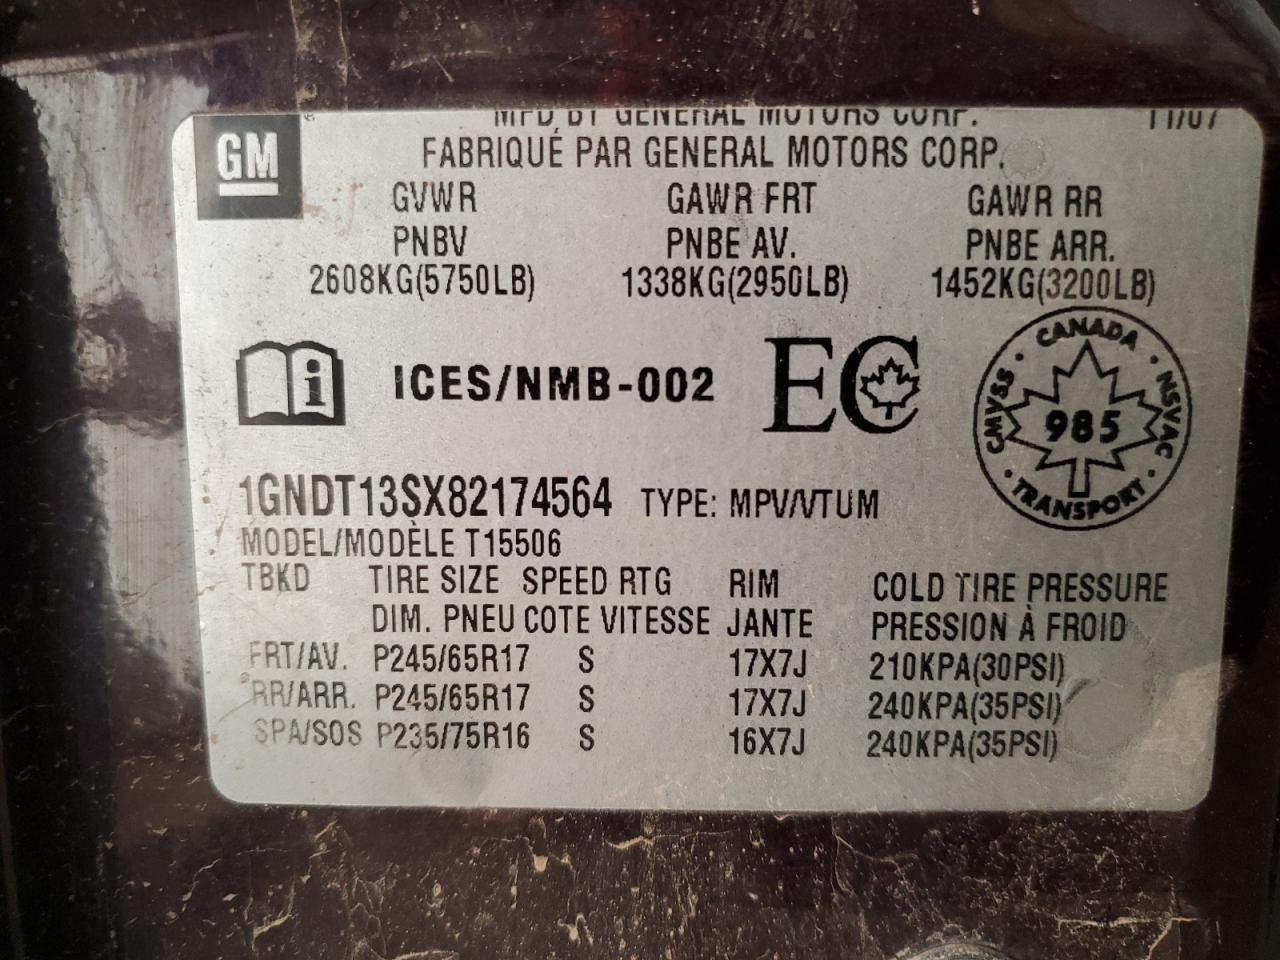 GM
MFD BY GENERAL MOTORS CORP. 11/07
FABRIQUÉ PAR GENERAL MOTORS CORP.
GVWR GAWR FRT GAWR RR
PNBV PNBE AV. PNBE ARR.
2608KG(5750LB) 1338KG(2950LB) 1452KG(3200LB)
ICES/NMB-002 EC
CANADA
CMVSS 985 NSVAC
TRANSPORT
1GNDT13SX82174564 TYPE: MPV/VTUM
MODEL/MODÈLE T15506
TBKD TIRE SIZE SPEED RTG RIM COLD TIRE PRESSURE
DIM. PNEU COTE VITESSE JANTE PRESSION À FROID
FRT/AV. P245/65R17 S 17X7J 210KPA(30PSI)
RR/ARR. P245/65R17 S 17X7J 240KPA(35PSI)
SPA/SOS P235/75R16 S 16X7J 240KPA(35PSI)